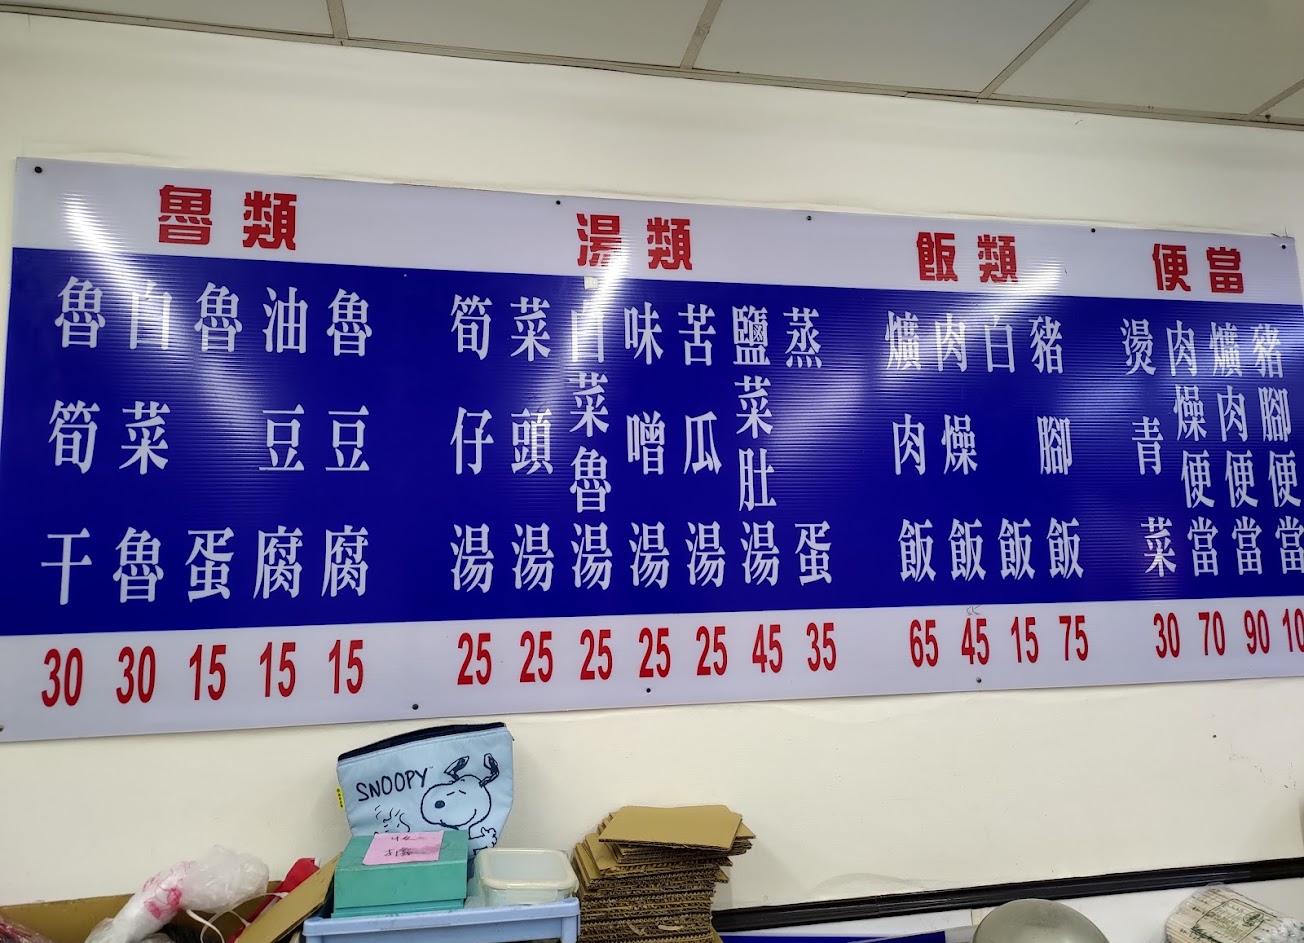 便當
豬腳便當
爌肉便當 90
肉燥便當 70
燙青菜 30
飯類
豬腳飯 75
白飯 15
肉燥飯 45
爌肉飯 65
湯類
蒸蛋 35
鹽菜肚湯 45
苦瓜湯 25
味噌湯 25
白菜魯湯 25
菜頭湯 25
筍仔湯 25
魯類
魯豆腐 15
油豆腐 15
魯蛋 15
白菜魯 30
魯筍干 30
SNOOPY